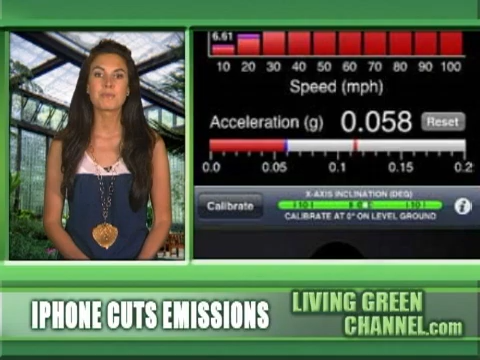 6.61
10 20 30 40 50 60 70 80 90 100
Speed (mph)
Acceleration (g) 0.058 Reset
0.0 0.05 0.1 0.15 0.2
Calibrate
X-AXIS INCLINATION (DEG)
CALIBRATE AT 0° ON LEVEL GROUND
i
IPHONE CUTS EMISSIONS
LIVING GREEN
CHANNEL.com